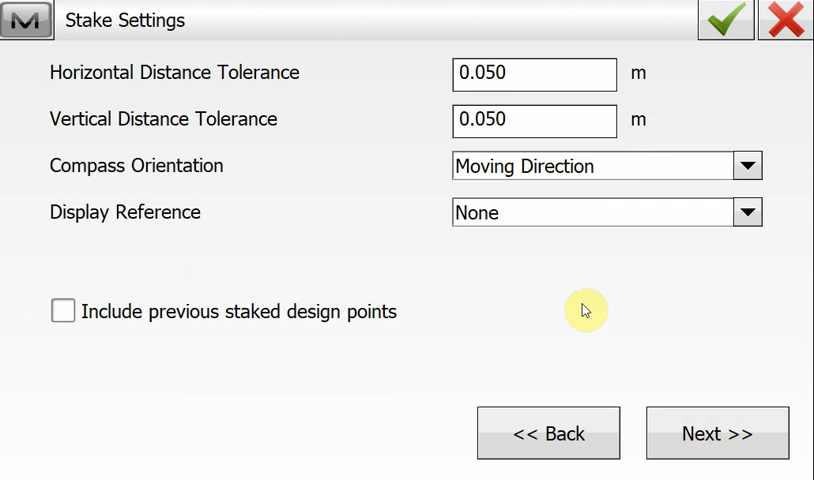 M Stake Settings
Horizontal Distance Tolerance 0.050 m
Vertical Distance Tolerance 0.050 m
Compass Orientation Moving Direction
Display Reference None
Include previous staked design points
<< Back Next >>